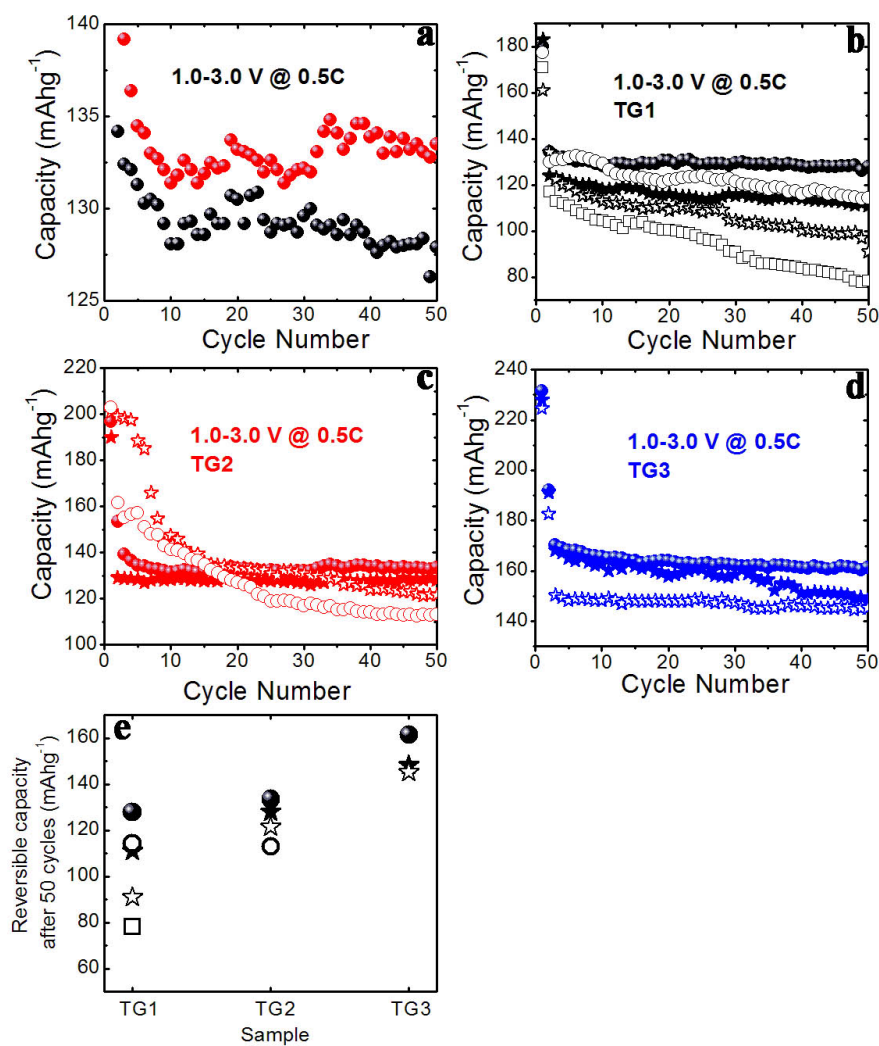 a
1.0-3.0 V @ 0.5C
Capacity (mAhg⁻¹)
140
135
130
125
0 10 20 30 40 50
Cycle Number
b
1.0-3.0 V @ 0.5C
TG1
Capacity (mAhg⁻¹)
180
160
140
120
100
80
0 10 20 30 40 50
Cycle Number
c
1.0-3.0 V @ 0.5C
TG2
Capacity (mAhg⁻¹)
220
200
180
160
140
120
100
0 10 20 30 40 50
Cycle Number
d
1.0-3.0 V @ 0.5C
TG3
Capacity (mAhg⁻¹)
240
220
200
180
160
140
0 10 20 30 40 50
Cycle Number
e
Reversible capacity
after 50 cycles (mAhg⁻¹)
160
140
120
100
80
60
TG1 TG2 TG3
Sample